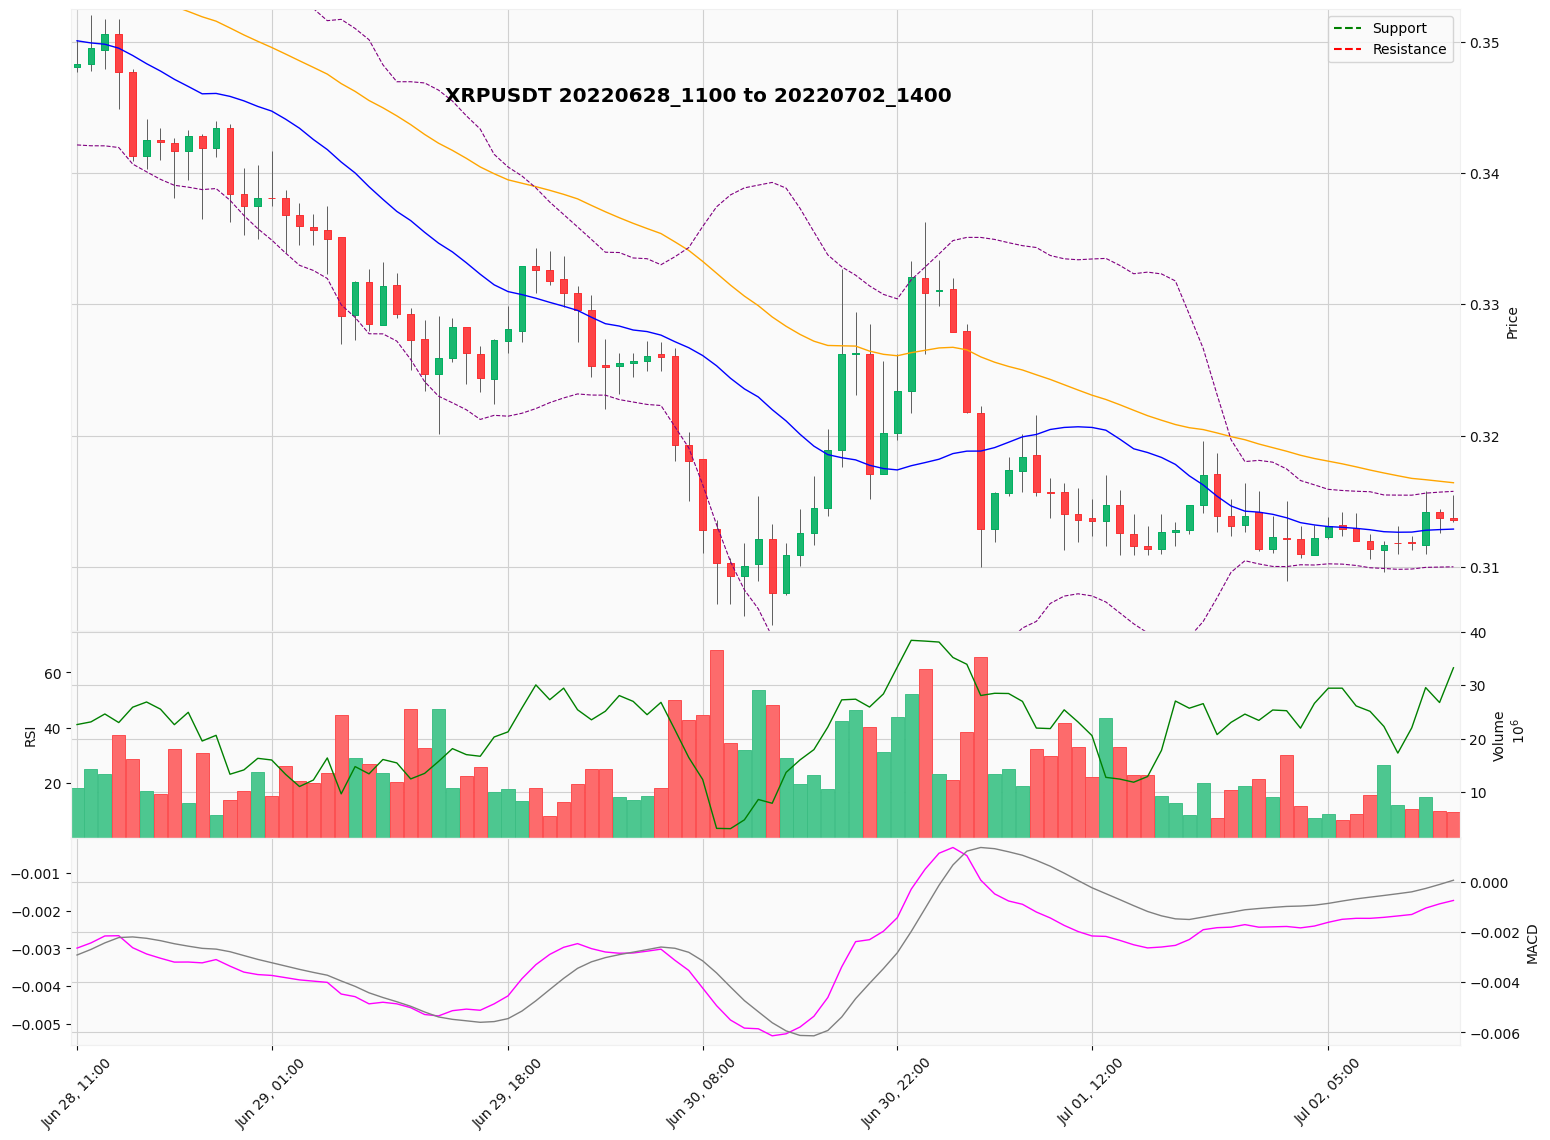 XRPUSDT 20220628_1100 to 20220702_1400
Support
Resistance
0.35
0.34
0.33
0.32
0.31
Price
RSI
60
40
20
40
30
20
10
Volume
10^6
−0.001
−0.002
−0.003
−0.004
−0.005
0.000
−0.002
−0.004
−0.006
MACD
Jun 28, 11:00
Jun 29, 01:00
Jun 29, 18:00
Jun 30, 08:00
Jun 30, 22:00
Jul 01, 12:00
Jul 02, 05:00